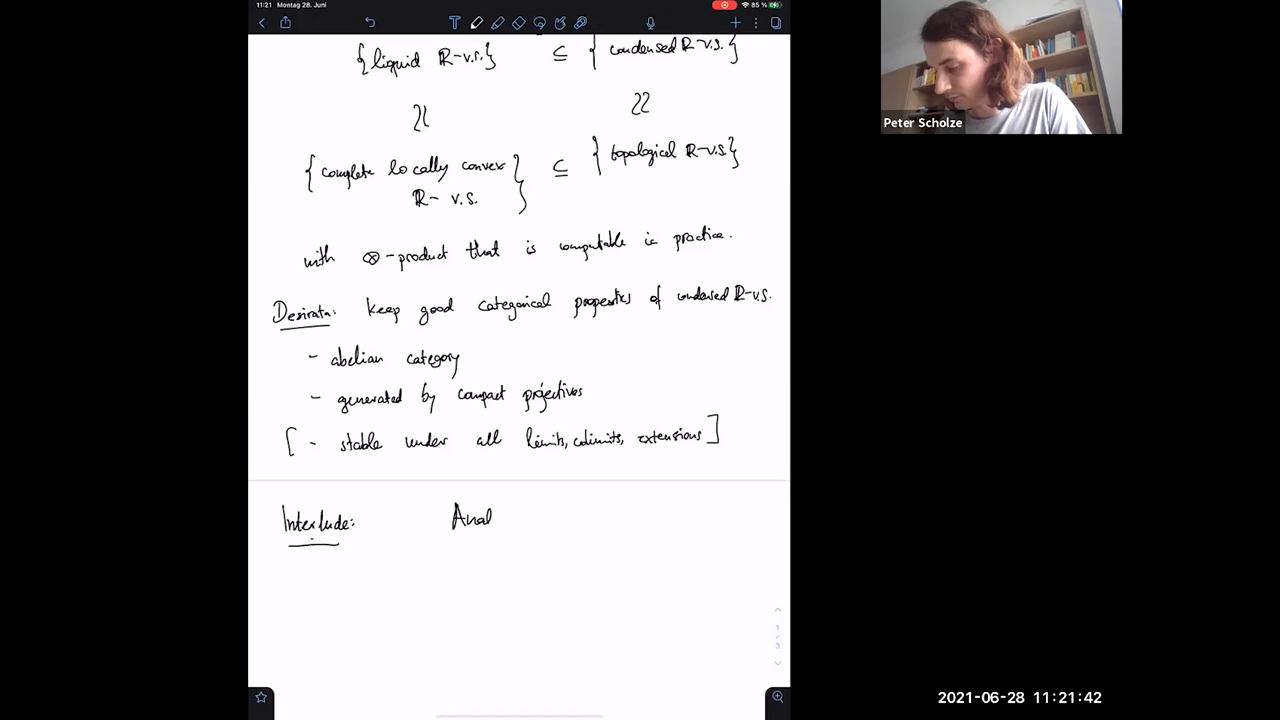 11:21 Montag 28. Juni
85 %
{liquid R-v.s.} ⊆ {condensed R-v.s.}
{complete locally convex R-v.s.} ⊆ {topological R-v.s}
with ⊗-product that is computable in practice.
Desirata: keep good categorical properties of condensed R-v.s.
- abelian category
- generated by compact projectives
[ - stable under all limits, colimits, extensions ]
Interlude: Anal
1
/
3
Peter Scholze
2021-06-28 11:21:42